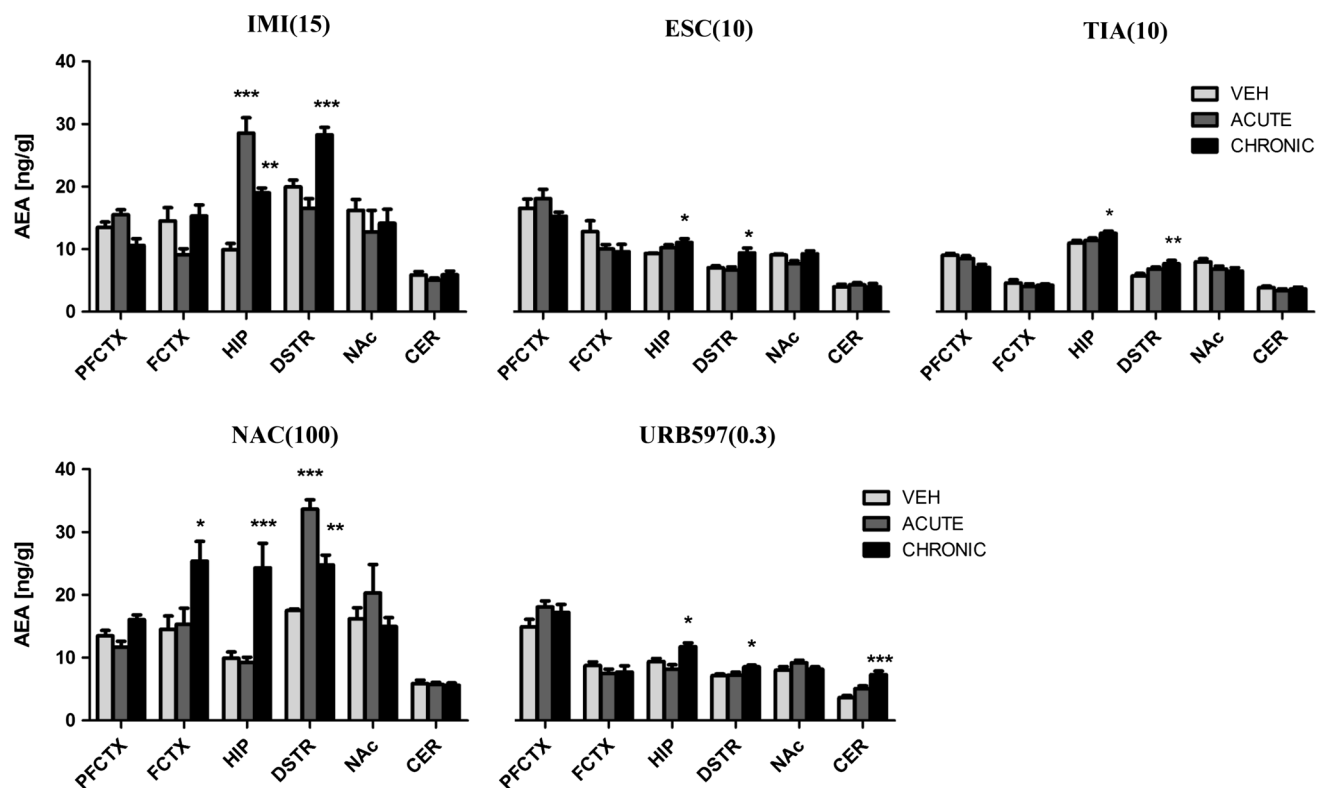 IMI(15)
ESC(10)
TIA(10)
AEA [ng/g]
40
30
20
10
0
***
**
***
*
*
*
**
VEH
ACUTE
CHRONIC
PFCTX
FCTX
HIP
DSTR
NAc
CER
PFCTX
FCTX
HIP
DSTR
NAc
CER
PFCTX
FCTX
HIP
DSTR
NAc
CER
NAC(100)
URB597(0.3)
AEA [ng/g]
40
30
20
10
0
*
***
***
**
*
*
***
VEH
ACUTE
CHRONIC
PFCTX
FCTX
HIP
DSTR
NAc
CER
PFCTX
FCTX
HIP
DSTR
NAc
CER